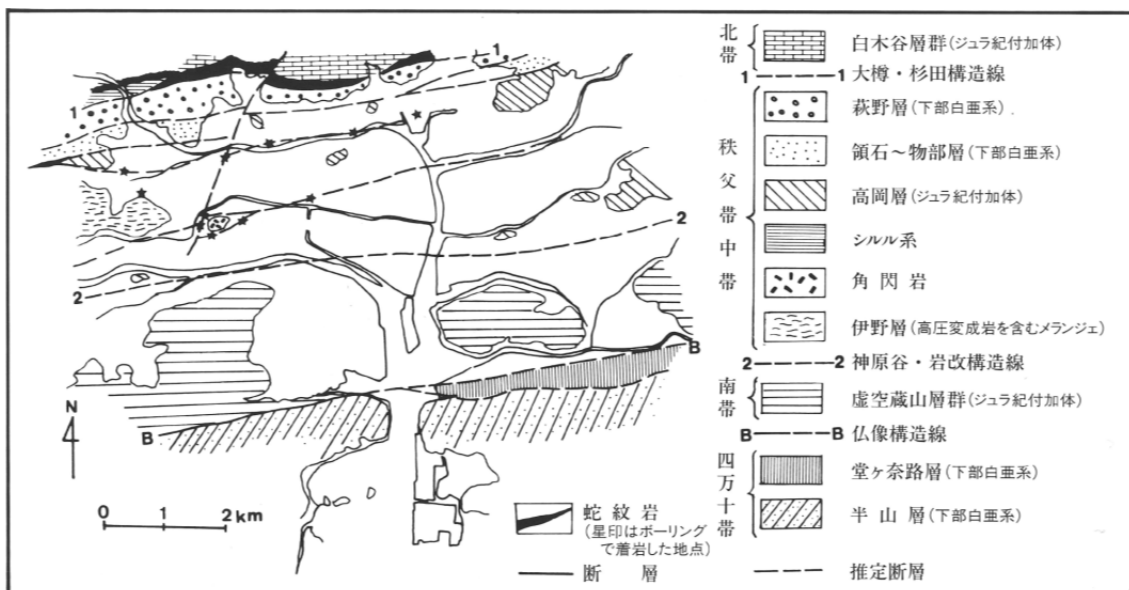 1
1
2
2
B
B
N
0 1 2 km
蛇紋岩
(星印はボーリング
で着岩した地点)
断 層
北帯
白木谷層群(ジュラ紀付加体)
1 1 大樽・杉田構造線
秩父帯中帯
萩野層(下部白亜系)
領石〜物部層(下部白亜系)
高岡層(ジュラ紀付加体)
シルル系
角閃岩
伊野層(高圧変成岩を含むメランジェ)
2 2 神原谷・岩改構造線
南帯
虚空蔵山層群(ジュラ紀付加体)
B B 仏像構造線
四万十帯
堂ヶ奈路層(下部白亜系)
半山層(下部白亜系)
推定断層